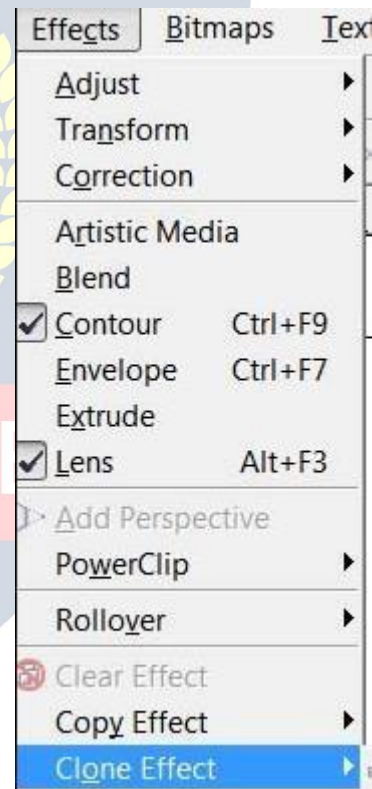 Effects Bitmaps
Adjust
Transform
Correction
Artistic Media
Blend
Contour Ctrl+F9
Envelope Ctrl+F7
Extrude
Lens Alt+F3
Add Perspective
PowerClip
Rollover
Clear Effect
Copy Effect
Clone Effect